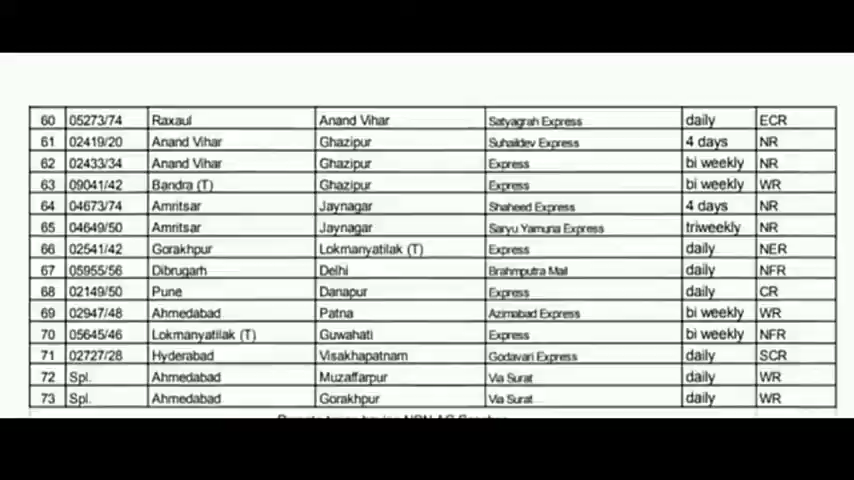 60 05273/74 Raxaul Anand Vihar Satyagrah Express daily ECR
61 02419/20 Anand Vihar Ghazipur Suhaildev Express 4 days NR
62 02433/34 Anand Vihar Ghazipur Express bi weekly NR
63 09041/42 Bandra (T) Ghazipur Express bi weekly WR
64 04673/74 Amritsar Jaynagar Shaheed Express 4 days NR
65 04649/50 Amritsar Jaynagar Saryu Yamuna Express triweekly NR
66 02541/42 Gorakhpur Lokmanyatilak (T) Express daily NER
67 05955/56 Dibrugarh Delhi Brahmputra Mail daily NFR
68 02149/50 Pune Danapur Express daily CR
69 02947/48 Ahmedabad Patna Azimabad Express bi weekly WR
70 05645/46 Lokmanyatilak (T) Guwahati Express bi weekly NFR
71 02727/28 Hyderabad Visakhapatnam Godavari Express daily SCR
72 Spl. Ahmedabad Muzaffarpur Via Surat daily WR
73 Spl. Ahmedabad Gorakhpur Via Surat daily WR